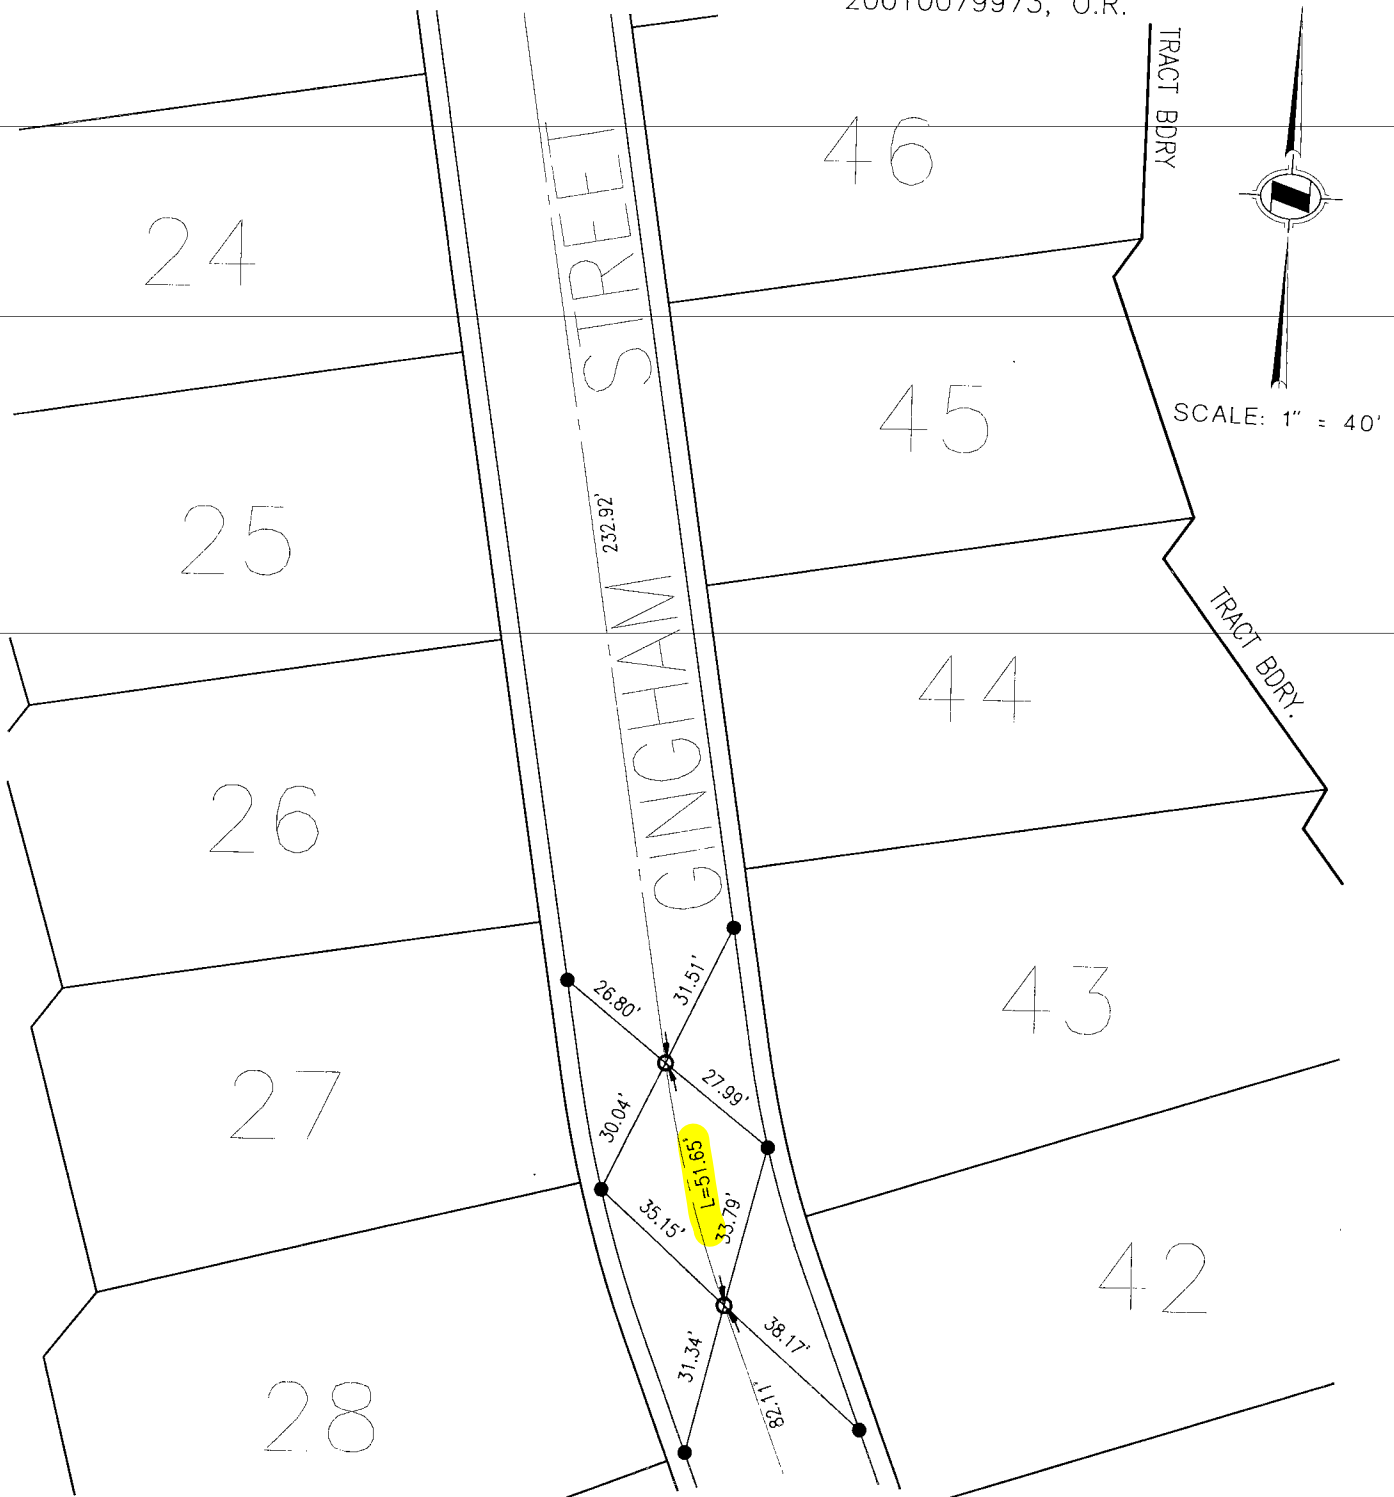 20010079973, O.R.
TRACT BDRY
46
24
STREET
SCALE: 1" = 40'
45
232.92'
25
TRACT BDRY.
44
GINGHAM
26
31.51'
26.80'
43
27.99'
27
30.04'
L=51.65'
33.79'
35.15'
42
38.17'
31.34'
82.11'
28